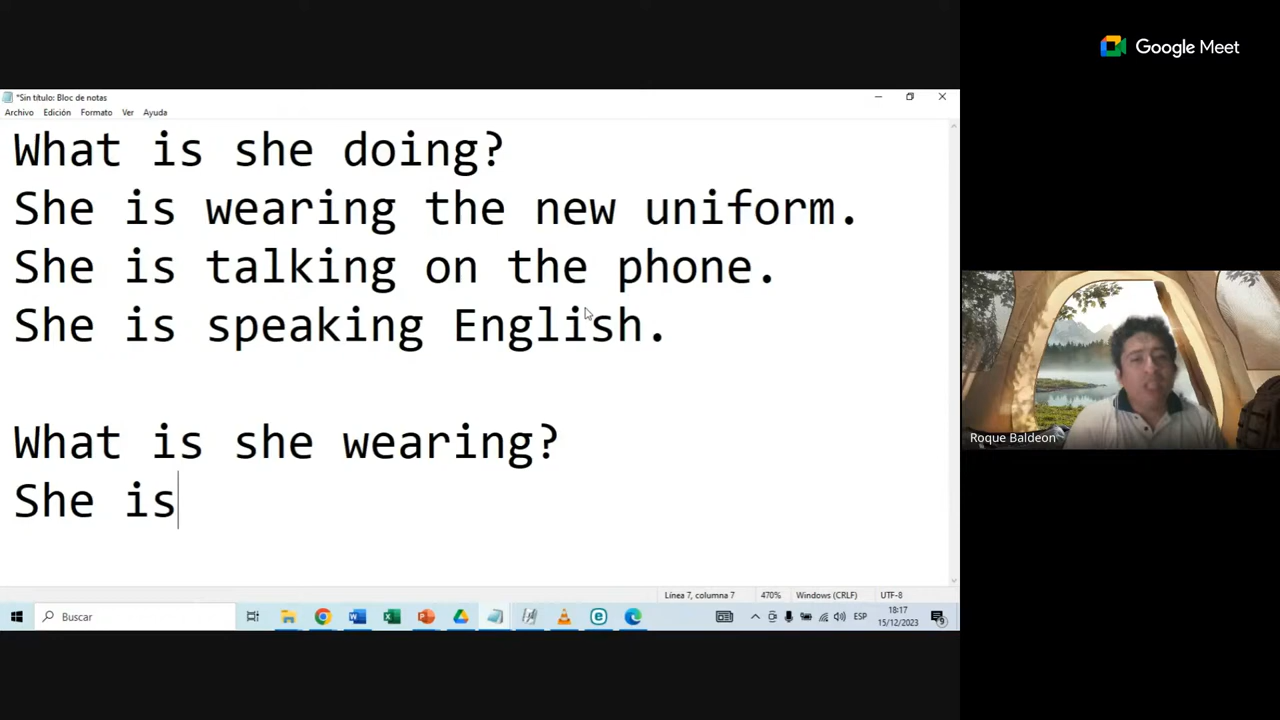 Google Meet
*Sin título: Bloc de notas
Archivo Edición Formato Ver Ayuda
What is she doing?
She is wearing the new uniform.
She is talking on the phone.
She is speaking English.
What is she wearing?
She is
Roque Baldeon
Línea 7, columna 7 470% Windows (CRLF) UTF-8
Buscar
ESP
18:17
15/12/2023
9